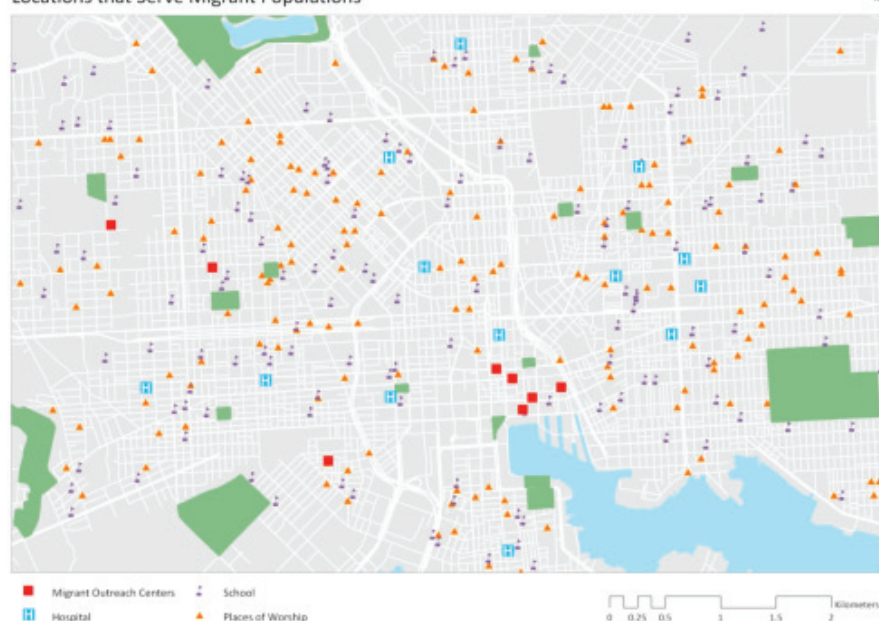 Locations that Serve Migrant Populations
Migrant Outreach Centers
School
Hospital
Places of Worship
Kilometers
0 0.25 0.5 1 1.5 2